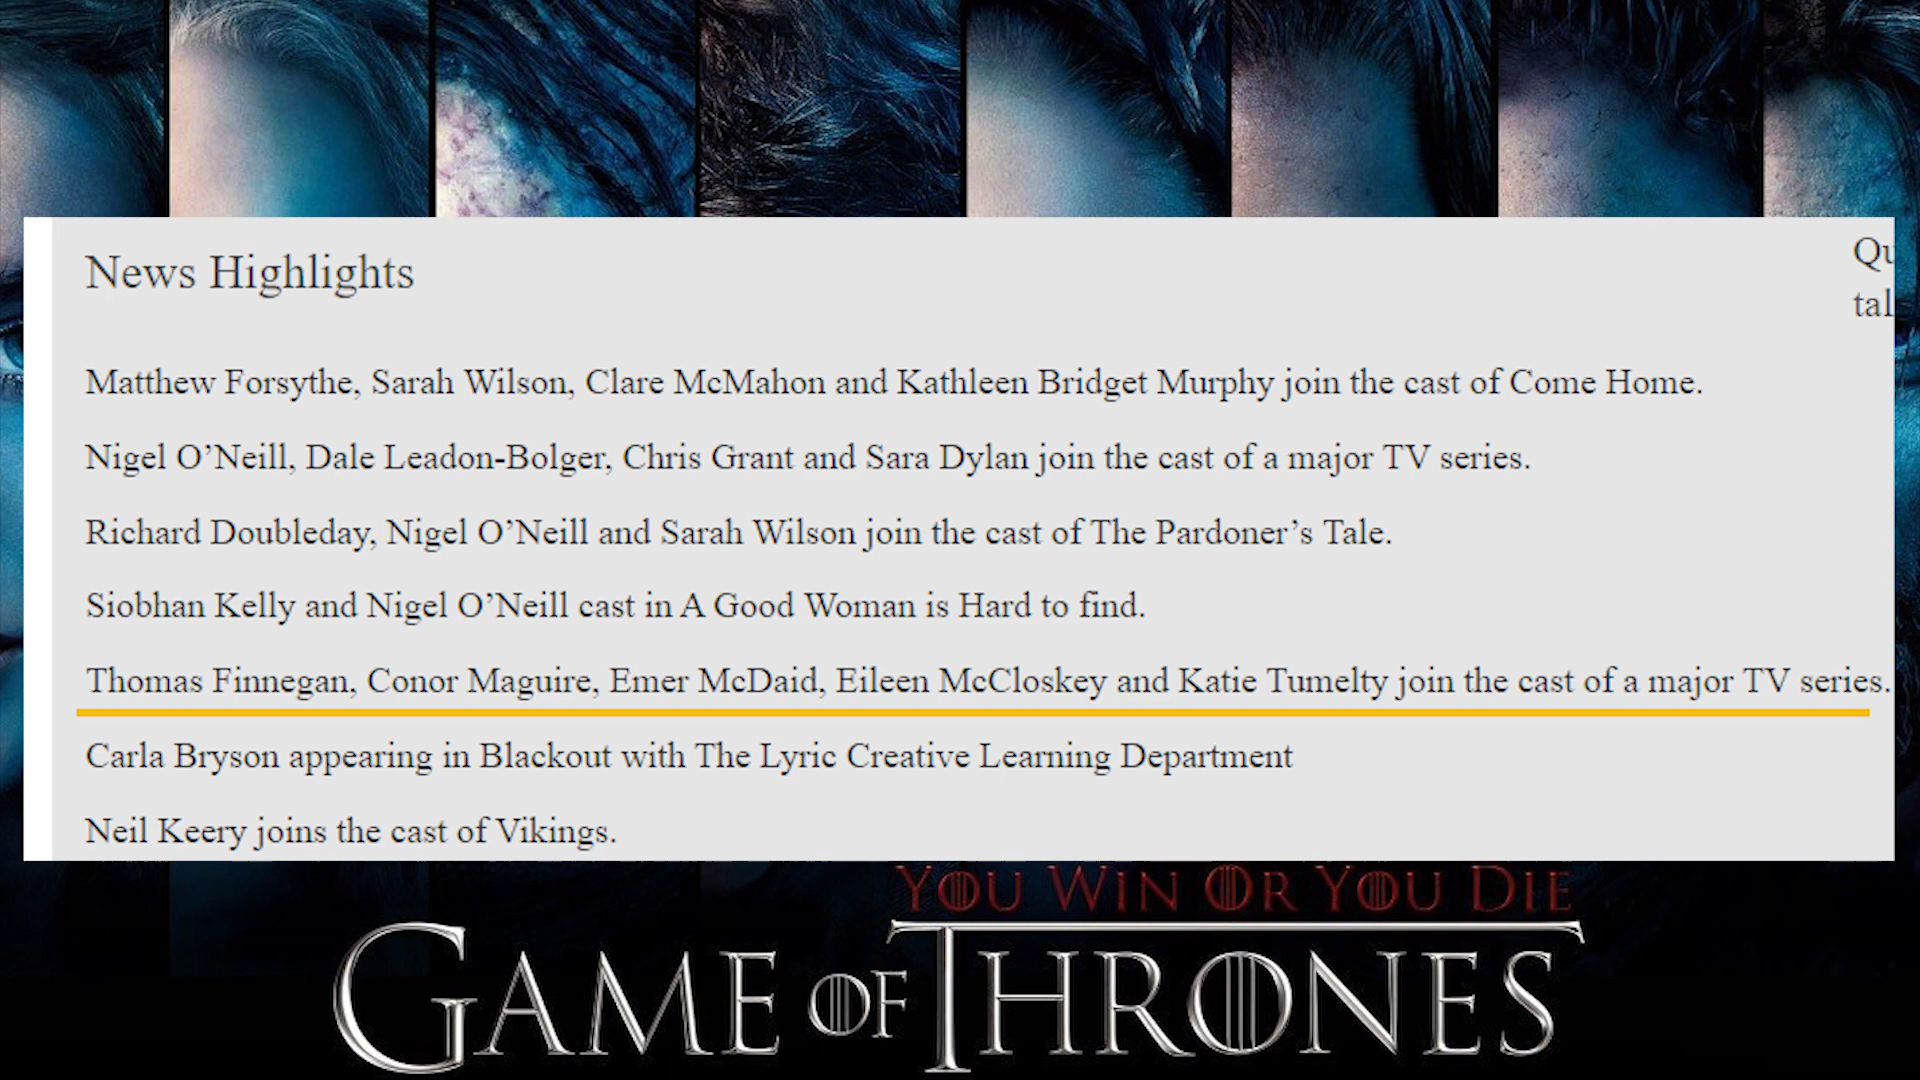 News Highlights
Qu
tal
Matthew Forsythe, Sarah Wilson, Clare McMahon and Kathleen Bridget Murphy join the cast of Come Home.
Nigel O’Neill, Dale Leadon-Bolger, Chris Grant and Sara Dylan join the cast of a major TV series.
Richard Doubleday, Nigel O’Neill and Sarah Wilson join the cast of The Pardoner’s Tale.
Siobhan Kelly and Nigel O’Neill cast in A Good Woman is Hard to find.
Thomas Finnegan, Conor Maguire, Emer McDaid, Eileen McCloskey and Katie Tumelty join the cast of a major TV series.
Carla Bryson appearing in Blackout with The Lyric Creative Learning Department
Neil Keery joins the cast of Vikings.
YOU WIN OR YOU DIE
GAME OF THRONES